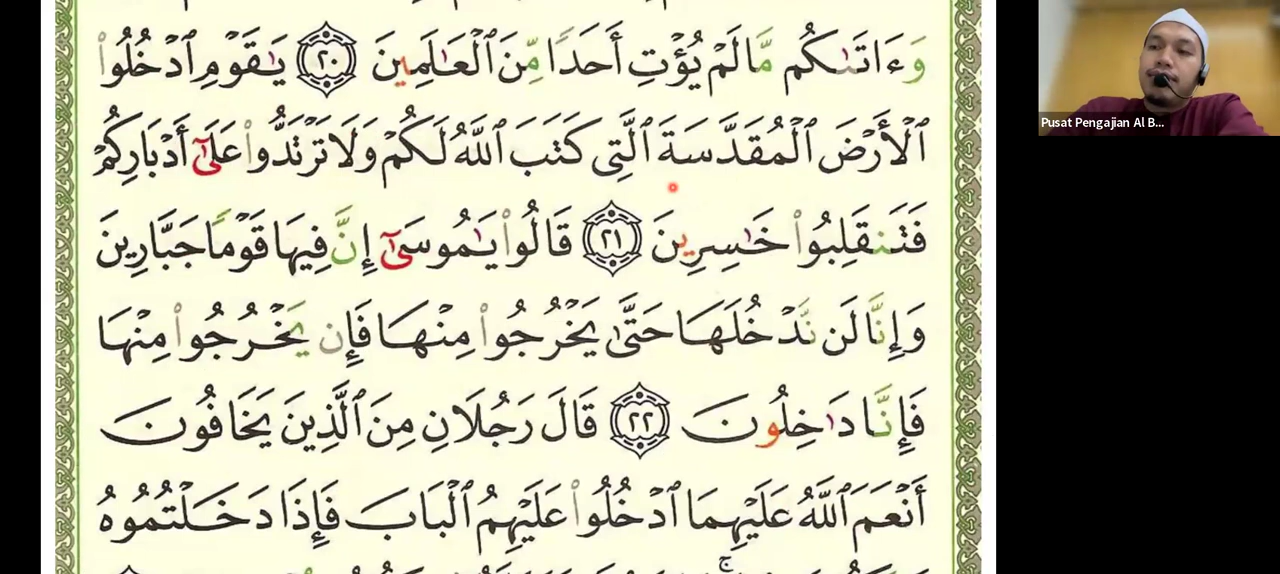 وَءَاتَىٰكُم مَّا لَمْ يُؤْتِ أَحَدًا مِّنَ ٱلْعَٰلَمِينَ ٢٠ يَٰقَوْمِ ٱدْخُلُوا۟
ٱلْأَرْضَ ٱلْمُقَدَّسَةَ ٱلَّتِى كَتَبَ ٱللَّهُ لَكُمْ وَلَا تَرْتَدُّوا۟ عَلَىٰٓ أَدْبَارِكُمْ
فَتَنقَلِبُوا۟ خَٰسِرِينَ ٢١ قَالُوا۟ يَٰمُوسَىٰٓ إِنَّ فِيهَا قَوْمًا جَبَّارِينَ
وَإِنَّا لَن نَّدْخُلَهَا حَتَّىٰ يَخْرُجُوا۟ مِنْهَا فَإِن يَخْرُجُوا۟ مِنْهَا
فَإِنَّا دَٰخِلُونَ ٢٢ قَالَ رَجُلَانِ مِنَ ٱلَّذِينَ يَخَافُونَ
أَنْعَمَ ٱللَّهُ عَلَيْهِمَا ٱدْخُلُوا۟ عَلَيْهِمُ ٱلْبَابَ فَإِذَا دَخَلْتُمُوهُ
Pusat Pengajian Al B...